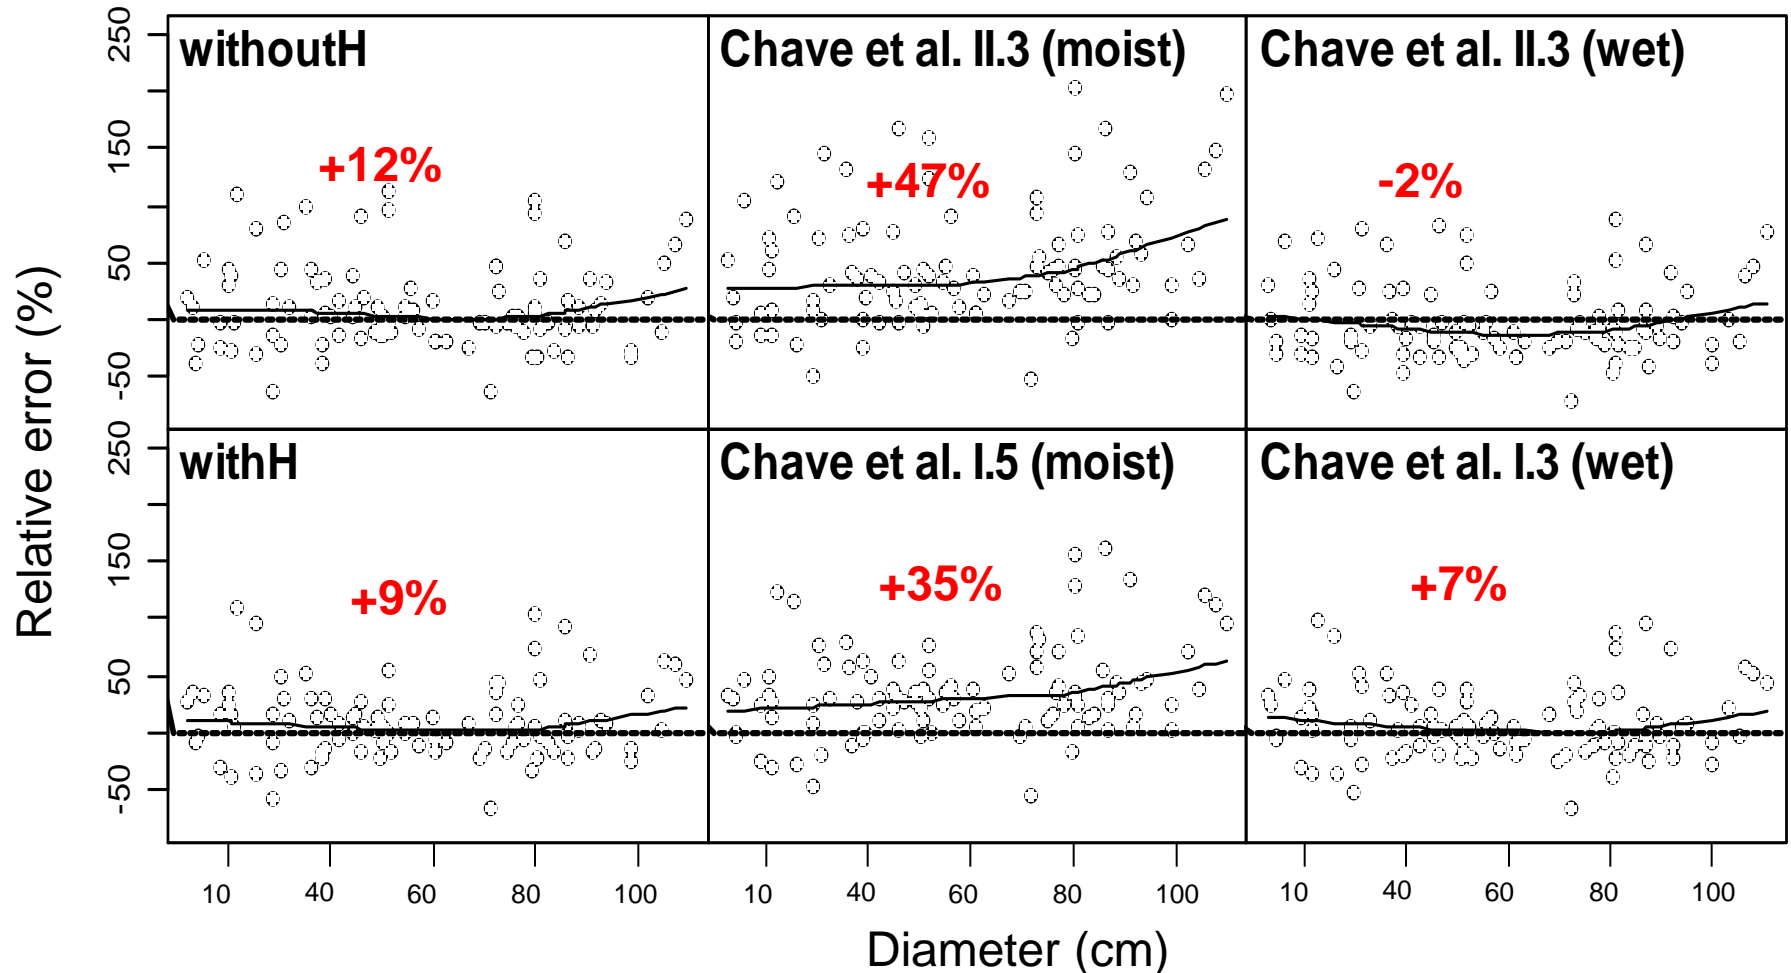 withoutH
Chave et al. II.3 (moist)
Chave et al. II.3 (wet)
+12%
+47%
-2%
250
150
50
-50
withH
Chave et al. I.5 (moist)
Chave et al. I.3 (wet)
+9%
+35%
+7%
250
150
50
-50
Relative error (%)
10 40 60 80 100 10 40 60 80 100 10 40 60 80 100
Diameter (cm)